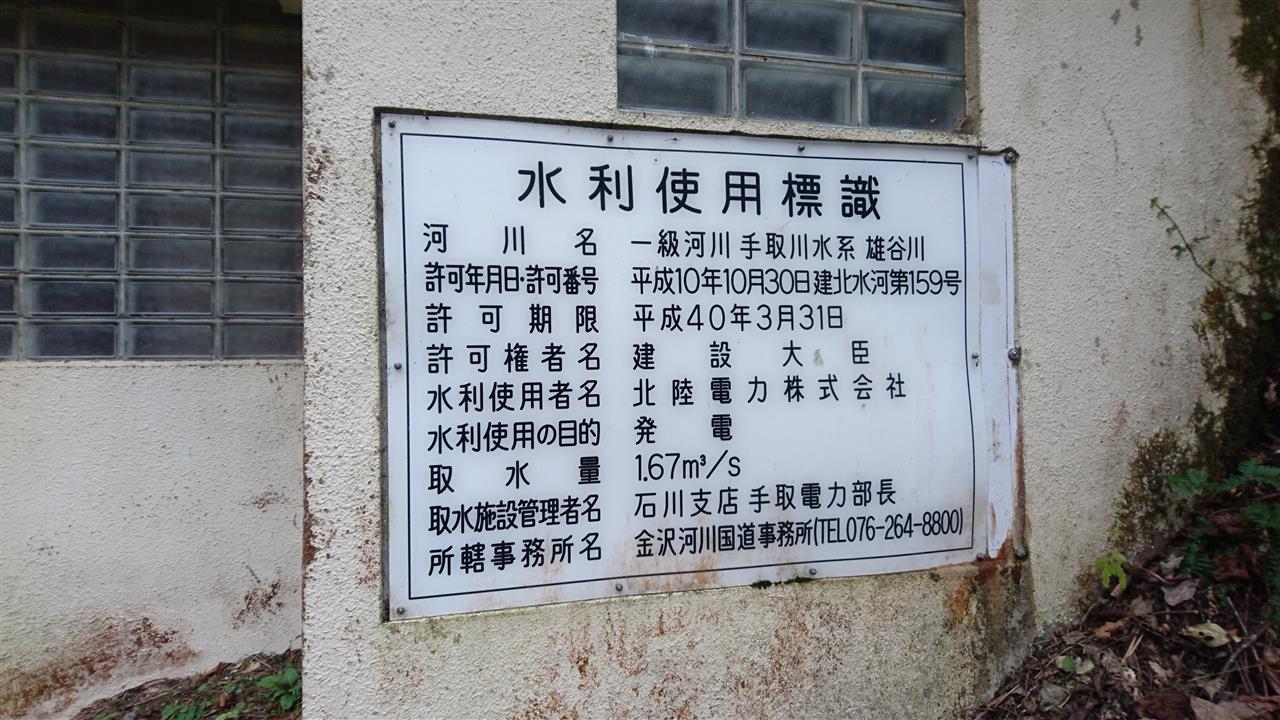 水利使用標識
河川名 一級河川 手取川水系 雄谷川
許可年月日・許可番号 平成10年10月30日建北水河第159号
許可期限 平成40年3月31日
許可権者名 建設大臣
水利使用者名 北陸電力株式会社
水利使用の目的 発電
取水量 1.67m³/s
取水施設管理者名 石川支店 手取電力部長
所轄事務所名 金沢河川国道事務所(TEL076-264-8800)